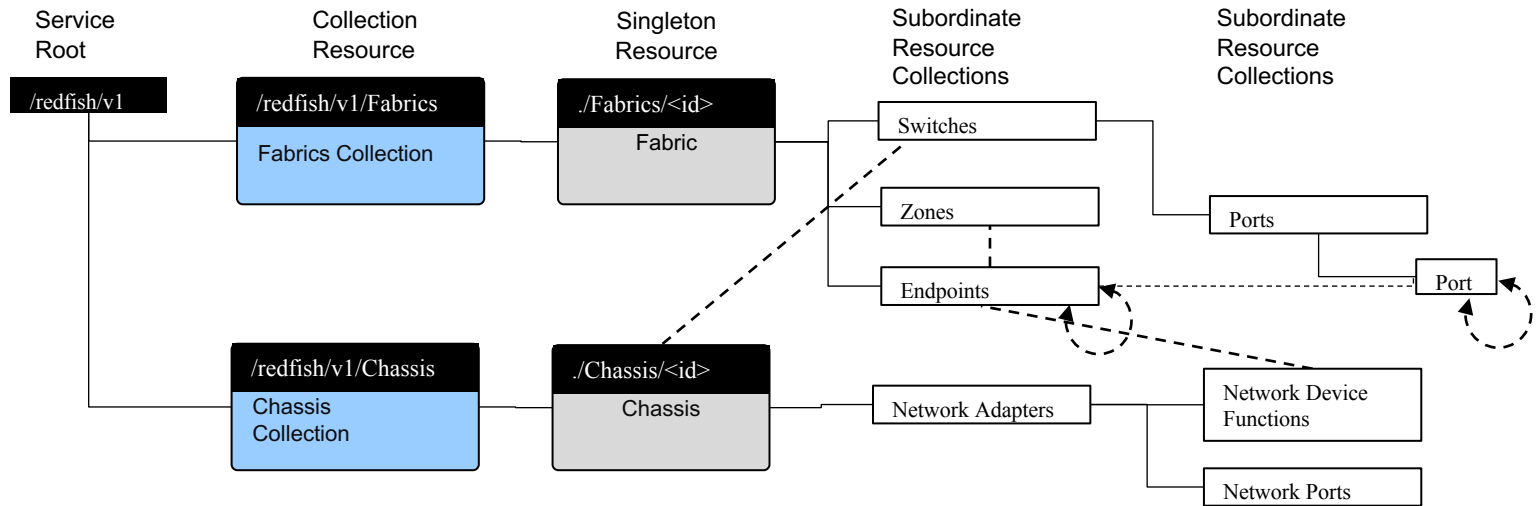 Service
Root
Collection
Resource
Singleton
Resource
Subordinate
Resource
Collections
Subordinate
Resource
Collections
/redfish/v1
/redfish/v1/Fabrics
Fabrics Collection
./Fabrics/<id>
Fabric
Switches
Zones
Endpoints
Ports
Port
/redfish/v1/Chassis
Chassis
Collection
./Chassis/<id>
Chassis
Network Adapters
Network Device
Functions
Network Ports